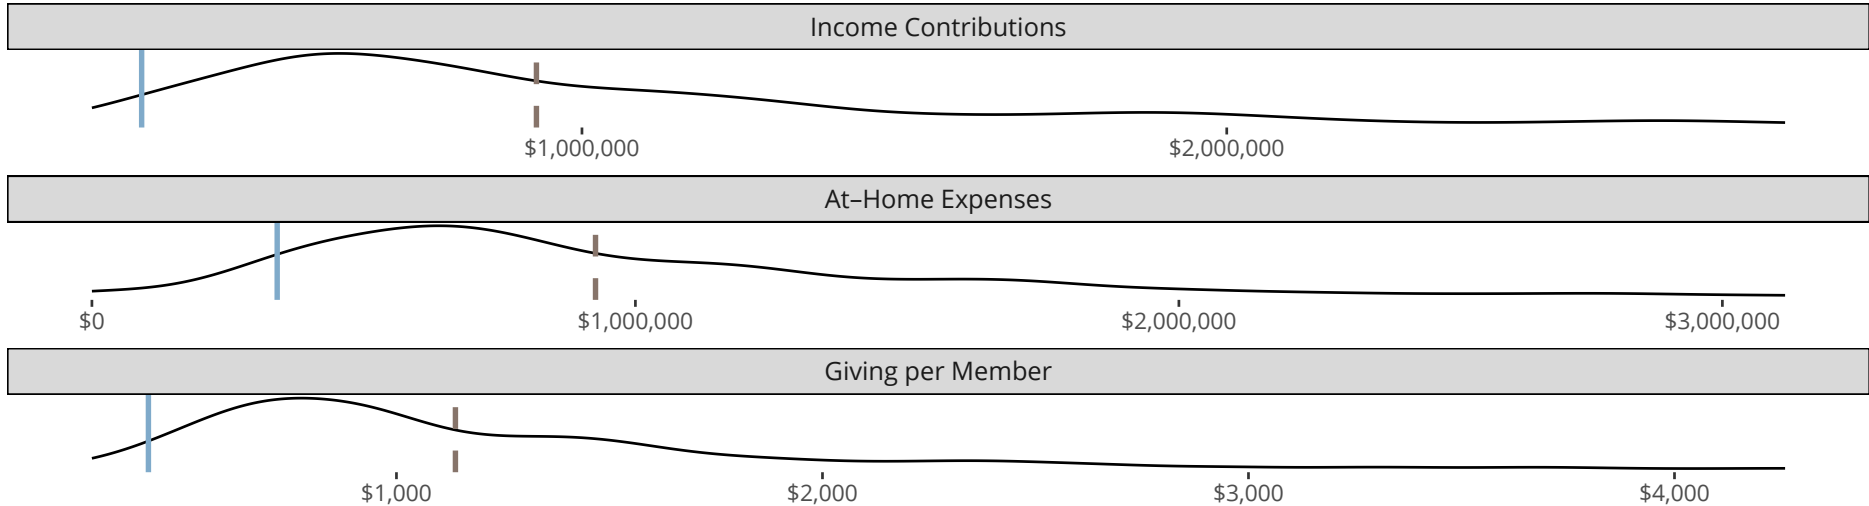 Income Contributions
$1,000,000 $2,000,000
At–Home Expenses
$0 $1,000,000 $2,000,000 $3,000,000
Giving per Member
$1,000 $2,000 $3,000 $4,000